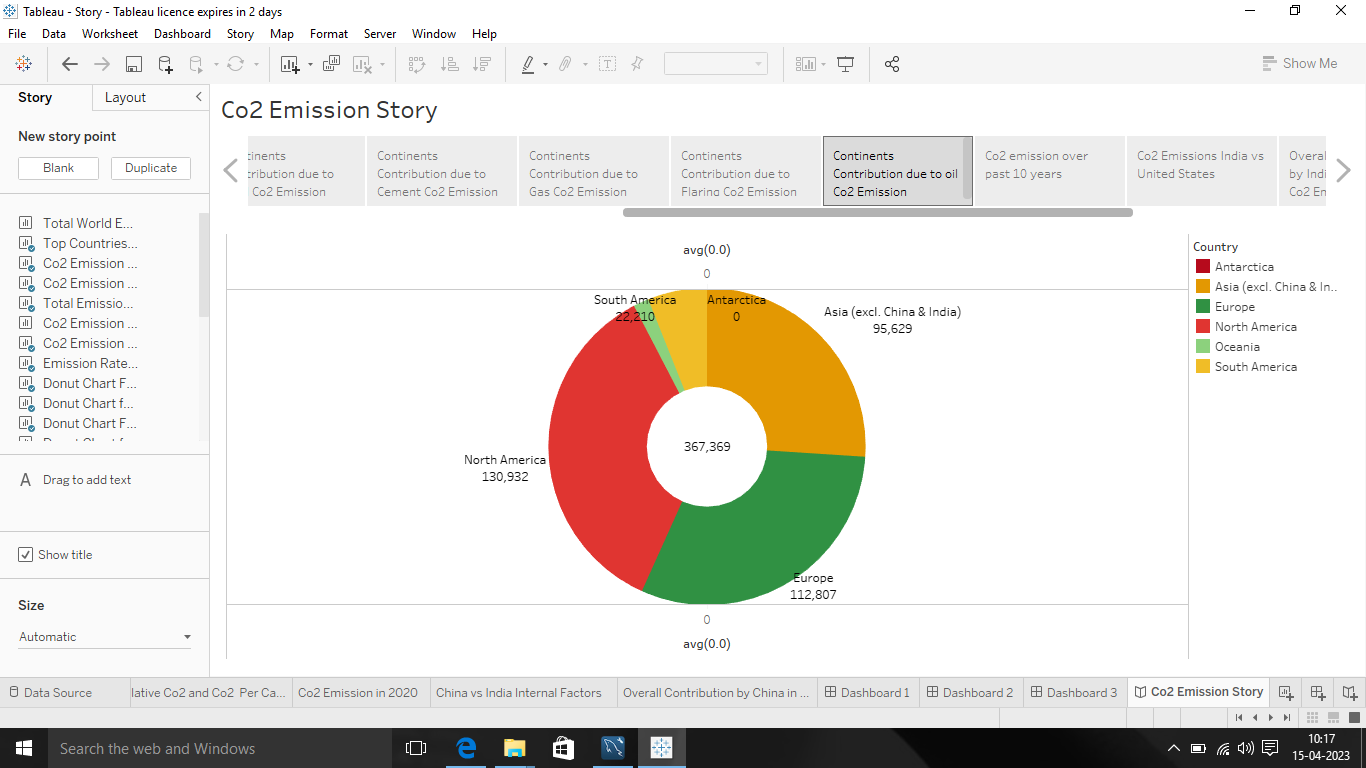 Tableau - Story - Tableau licence expires in 2 days
File Data Worksheet Dashboard Story Map Format Server Window Help
Show Me
Story Layout
New story point
Blank Duplicate
Total World E...
Top Countries...
Co2 Emission ...
Co2 Emission ...
Total Emissio...
Co2 Emission ...
Co2 Emission ...
Emission Rate...
Donut Chart F...
Donut Chart f...
Donut Chart F...
A Drag to add text
Show title
Size
Automatic
Co2 Emission Story
Co2 Emission
Continents
Contribution due to
Cement Co2 Emission
Continents
Contribution due to
Gas Co2 Emission
Continents
Contribution due to
Flaring Co2 Emission
Continents
Contribution due to oil
Co2 Emission
Co2 emission over
past 10 years
Co2 Emissions India vs
United States
avg(0.0)
0
South America
22,210
Antarctica
0
Asia (excl. China & India)
95,629
North America
130,932
367,369
Europe
112,807
0
avg(0.0)
Country
Antarctica
Asia (excl. China & In..
Europe
North America
Oceania
South America
Data Source
lative Co2 and Co2 Per Ca...
Co2 Emission in 2020
China vs India Internal Factors
Overall Contribution by China in ...
Dashboard 1
Dashboard 2
Dashboard 3
Co2 Emission Story
Search the web and Windows
10:17
15-04-2023